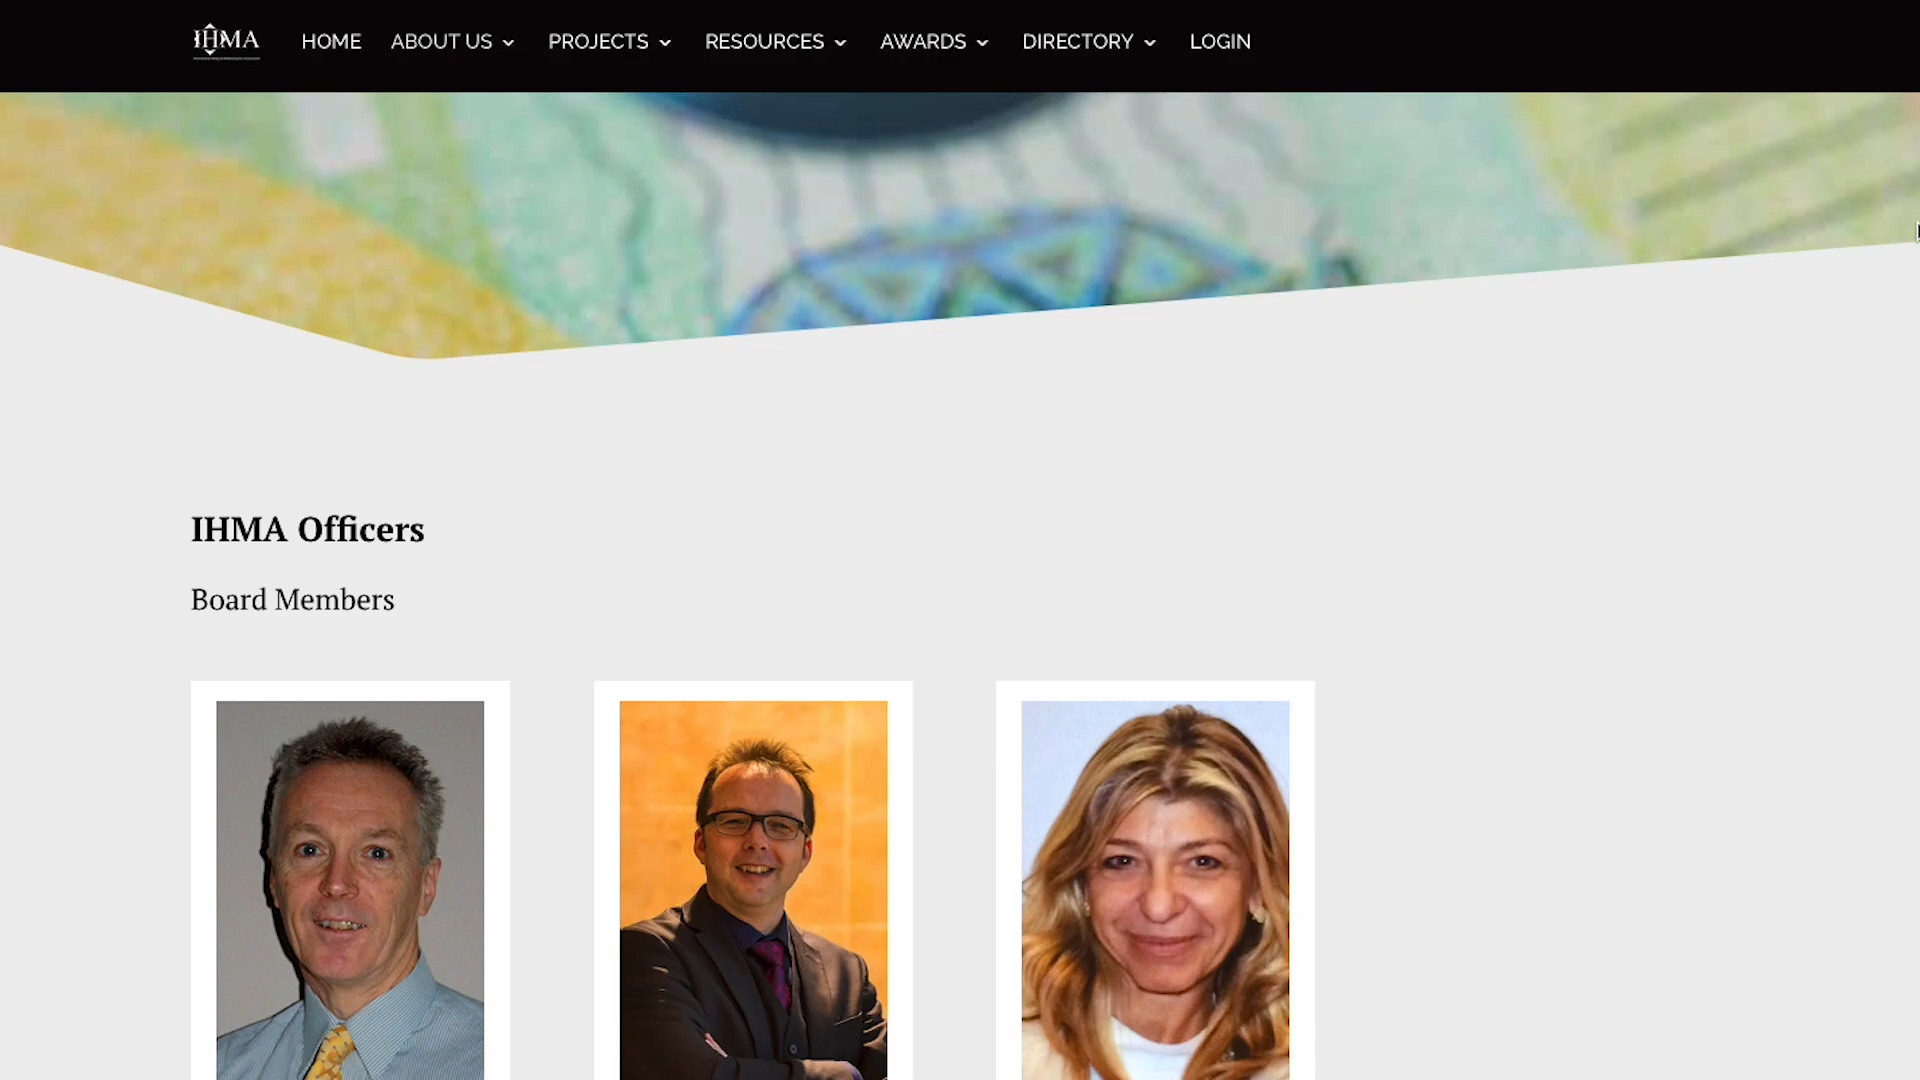 IHMA
HOME
ABOUT US
PROJECTS
RESOURCES
AWARDS
DIRECTORY
LOGIN
IHMA Officers
Board Members